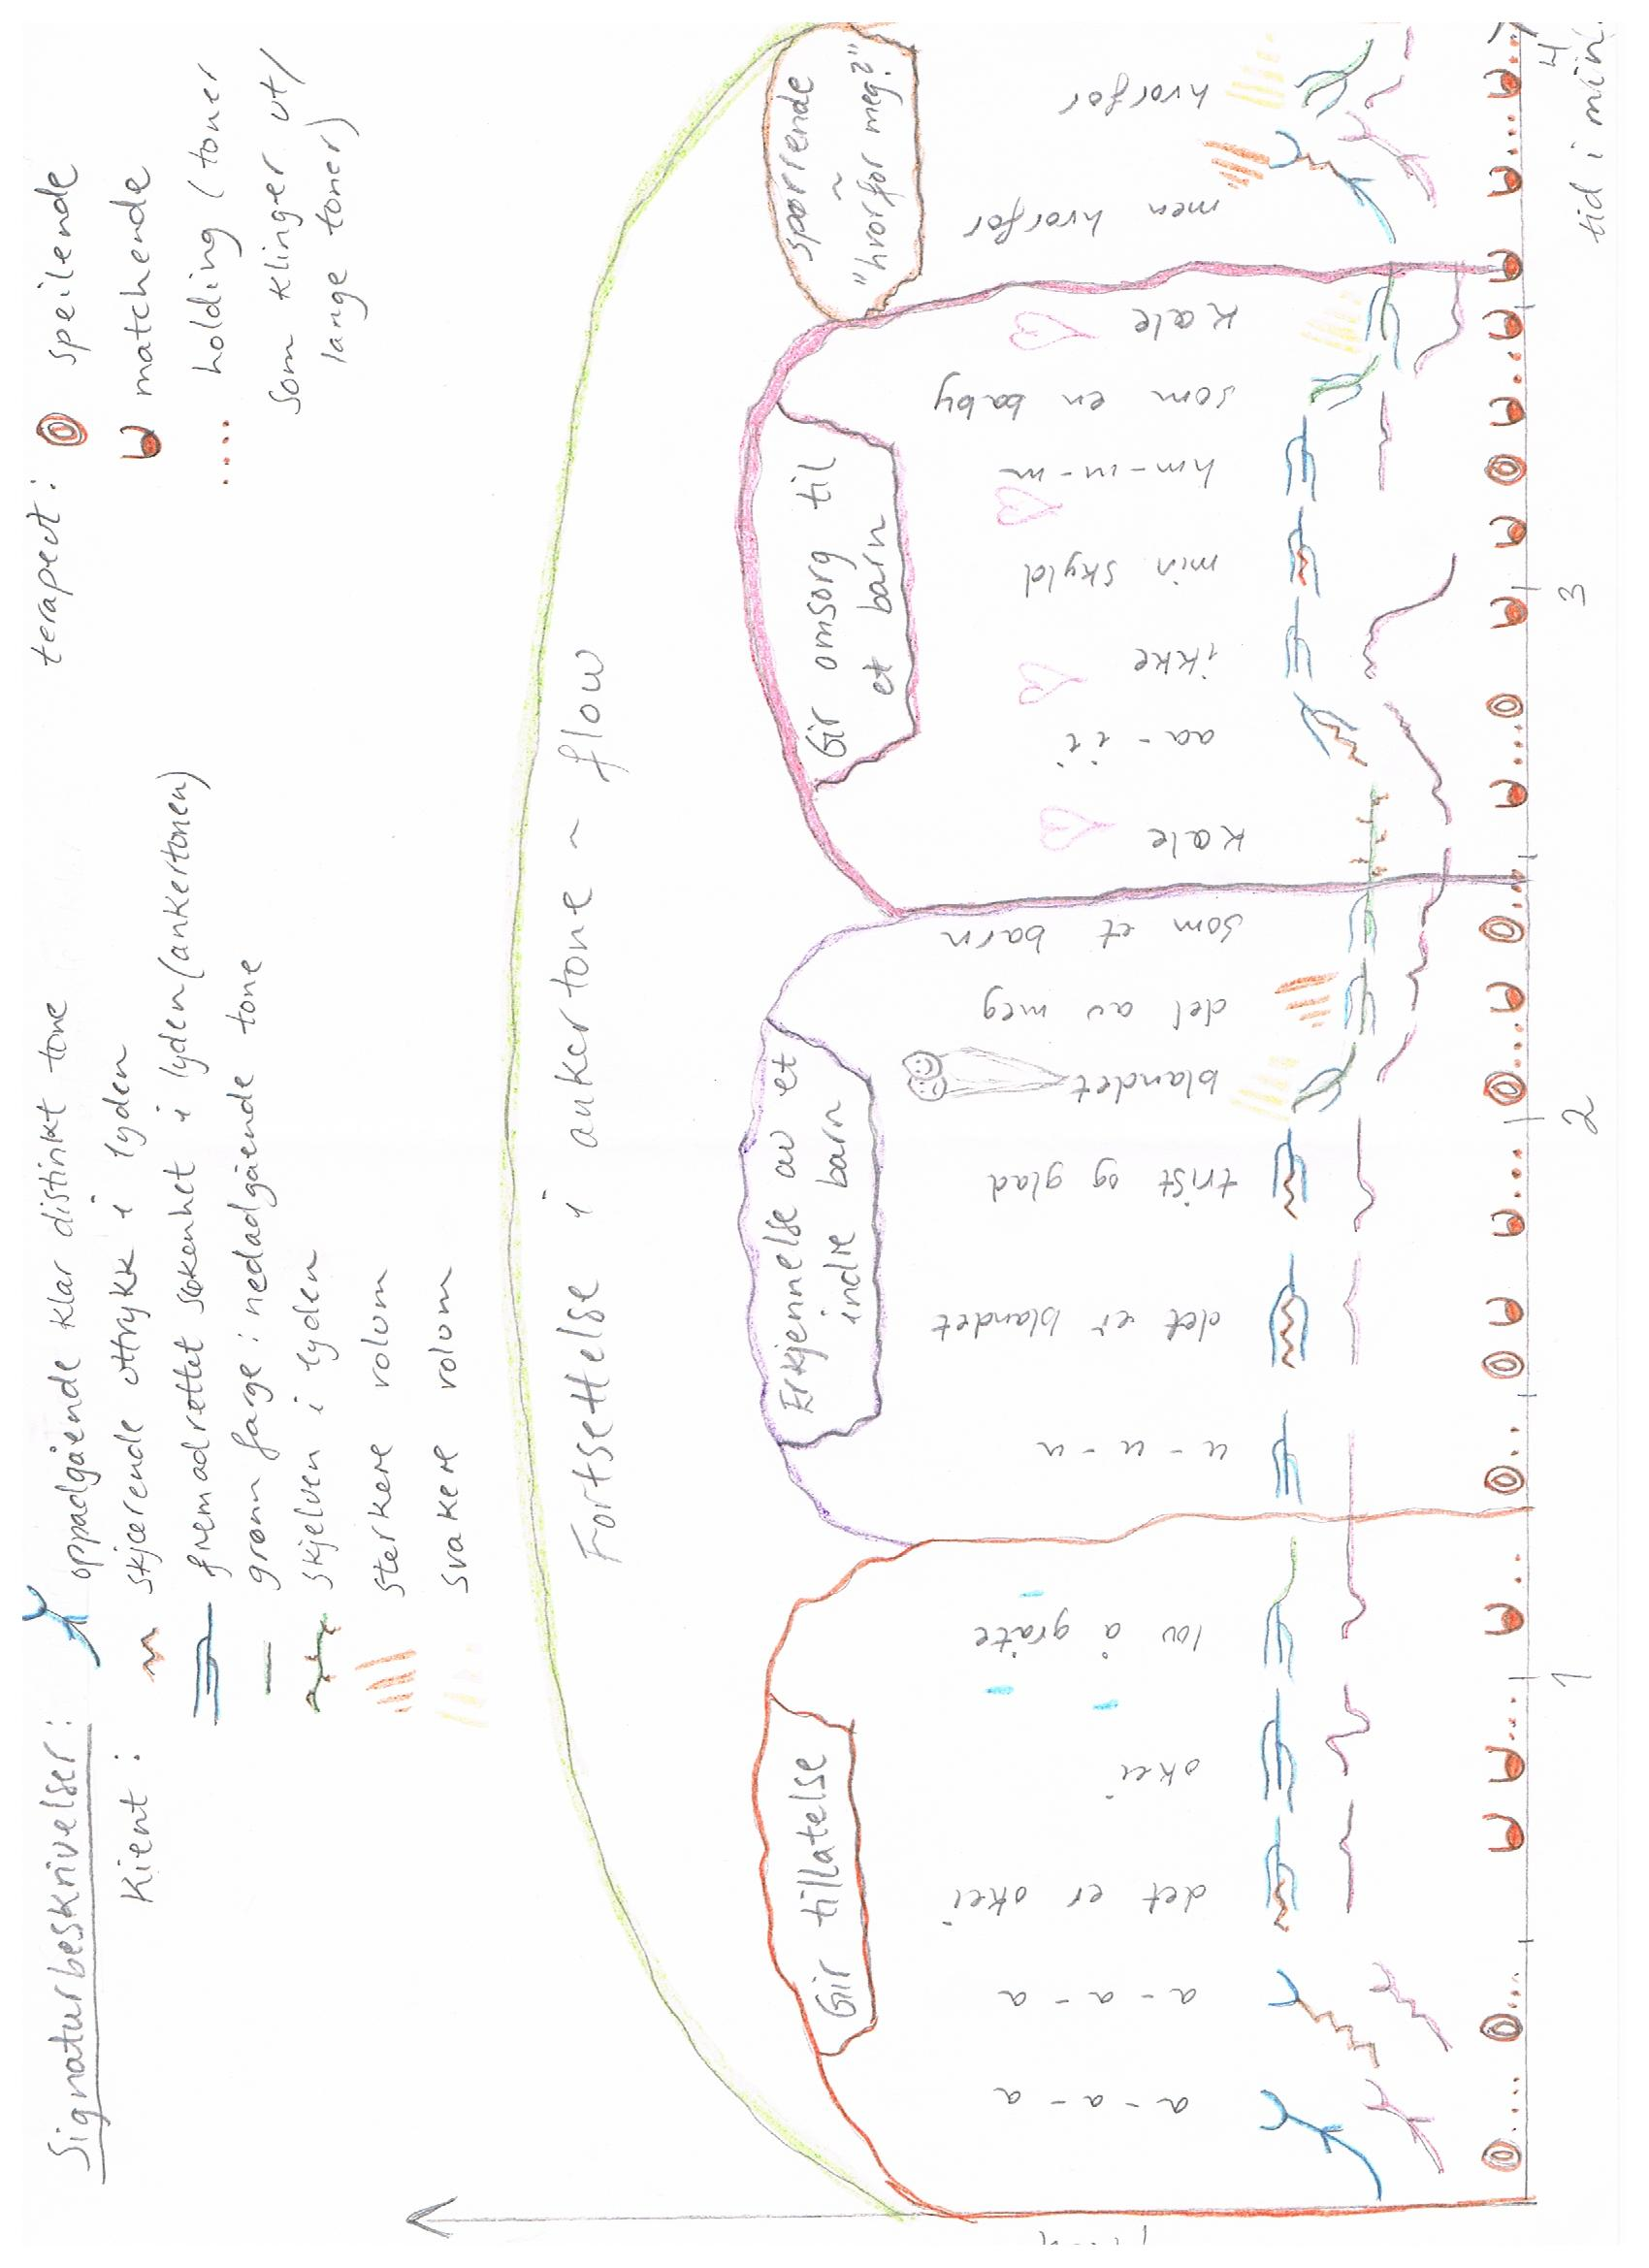 Signaturbeskrivelser:
Kient:
oppadgående klar distinkt tone
skjærende uttrykk i lyden
fremadrettet søkenhet i lyden (ankertonen)
grønn farge: nedadgående tone
skjelven i lyden
sterkere volum
svakere volum
terapeut:
speilende
matchende
holding (toner
som klinger ut/
lange toner)
Fortsettelse i ankertone ~ flow
Gir tillatelse
Erkjennelse av et
indre barn
Gir omsorg til
et barn
spørrende
~
"hvorfor meg?"
a-a-a
a-a-a
det er okei
okei
lov å gråte
u-u-u
det er blandet
trist og glad
blandet
del av meg
som et barn
Kæle
aa-ii
ikke
min skyld
hm-m-m
som en baby
Kæle
men hvorfor
hvorfor
1
2
3
4
tid i min